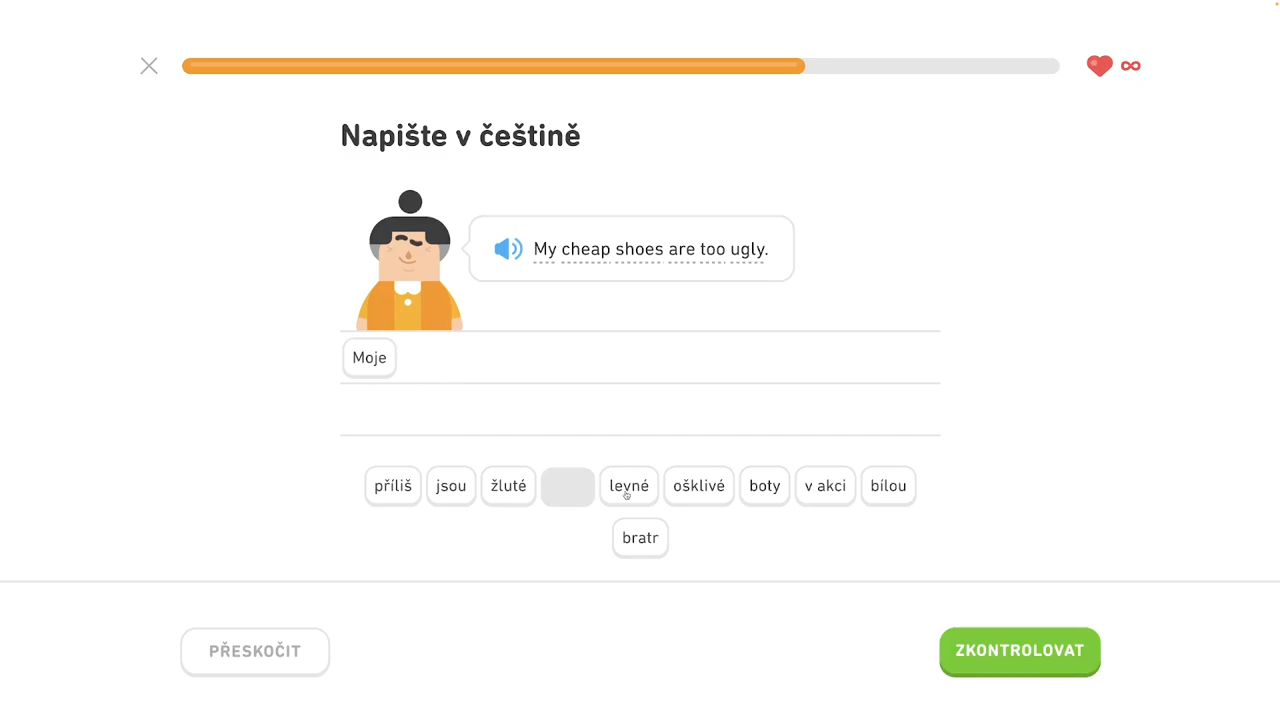 Napište v češtině
My cheap shoes are too ugly.
Moje
příliš jsou žluté levné ošklivé boty v akci bílou
bratr
PŘESKOČIT ZKONTROLOVAT